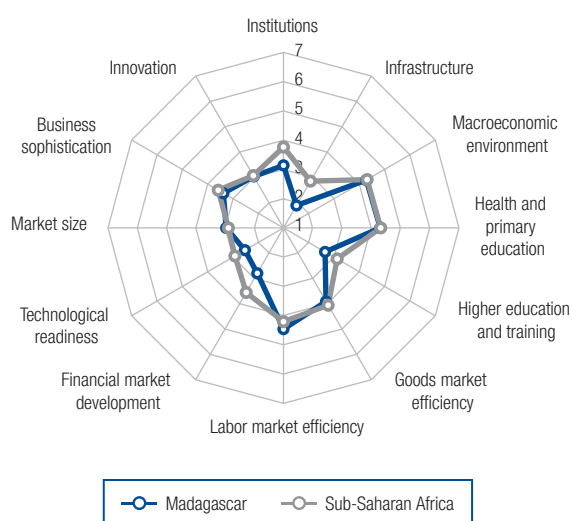 Institutions
7
6
5
4
3
2
1
Infrastructure
Macroeconomic
environment
Health and
primary
education
Higher education
and training
Goods market
efficiency
Labor market efficiency
Financial market
development
Technological
readiness
Market size
Business
sophistication
Innovation
Madagascar
Sub-Saharan Africa